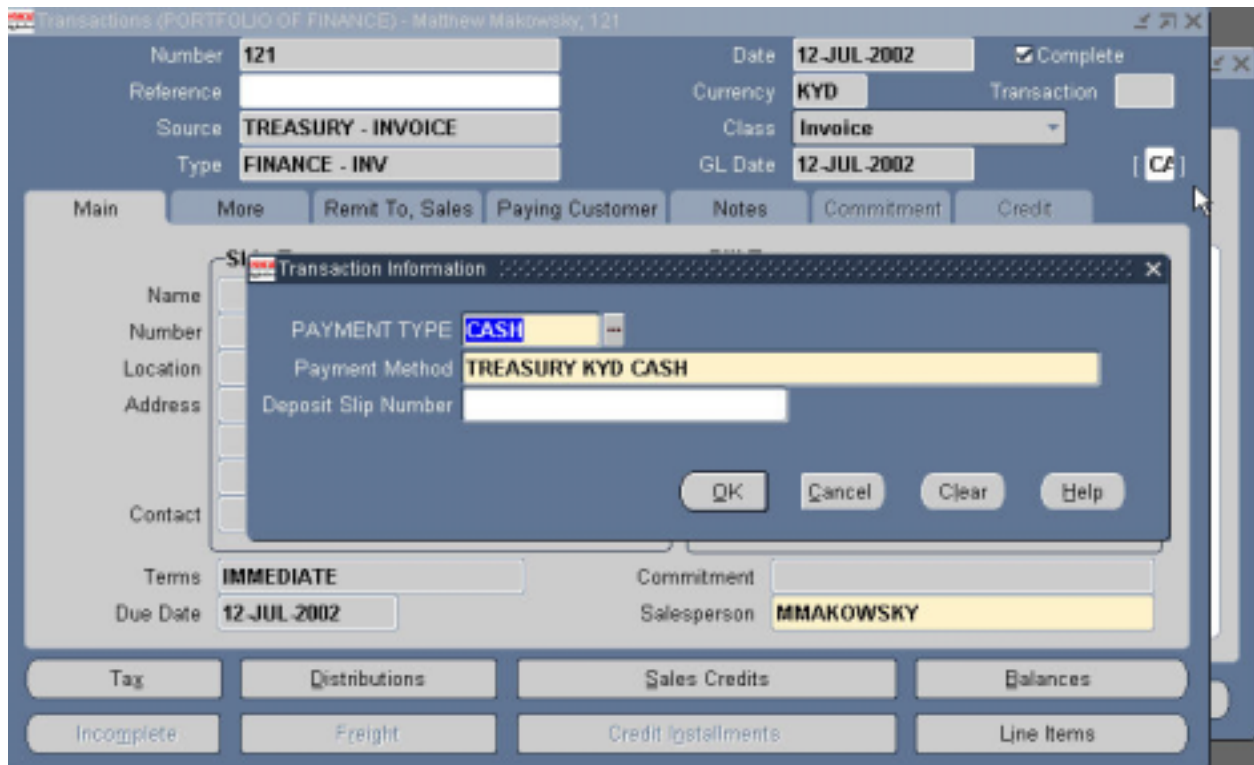 Transactions (PORTFOLIO OF FINANCE) - Matthew Makowsky, 121
Number 121 Date 12-JUL-2002 Complete
Reference Currency KYD Transaction
Source TREASURY - INVOICE Class Invoice
Type FINANCE - INV GL Date 12-JUL-2002 [ CA ]
Main More Remit To, Sales Paying Customer Notes Commitment Credit
Transaction Information
Name
Number PAYMENT TYPE CASH
Location Payment Method TREASURY KYD CASH
Address Deposit Slip Number
OK Cancel Clear Help
Contact
Terms IMMEDIATE Commitment
Due Date 12-JUL-2002 Salesperson MMAKOWSKY
Tax Distributions Sales Credits Balances
Incomplete Freight Credit Installments Line Items